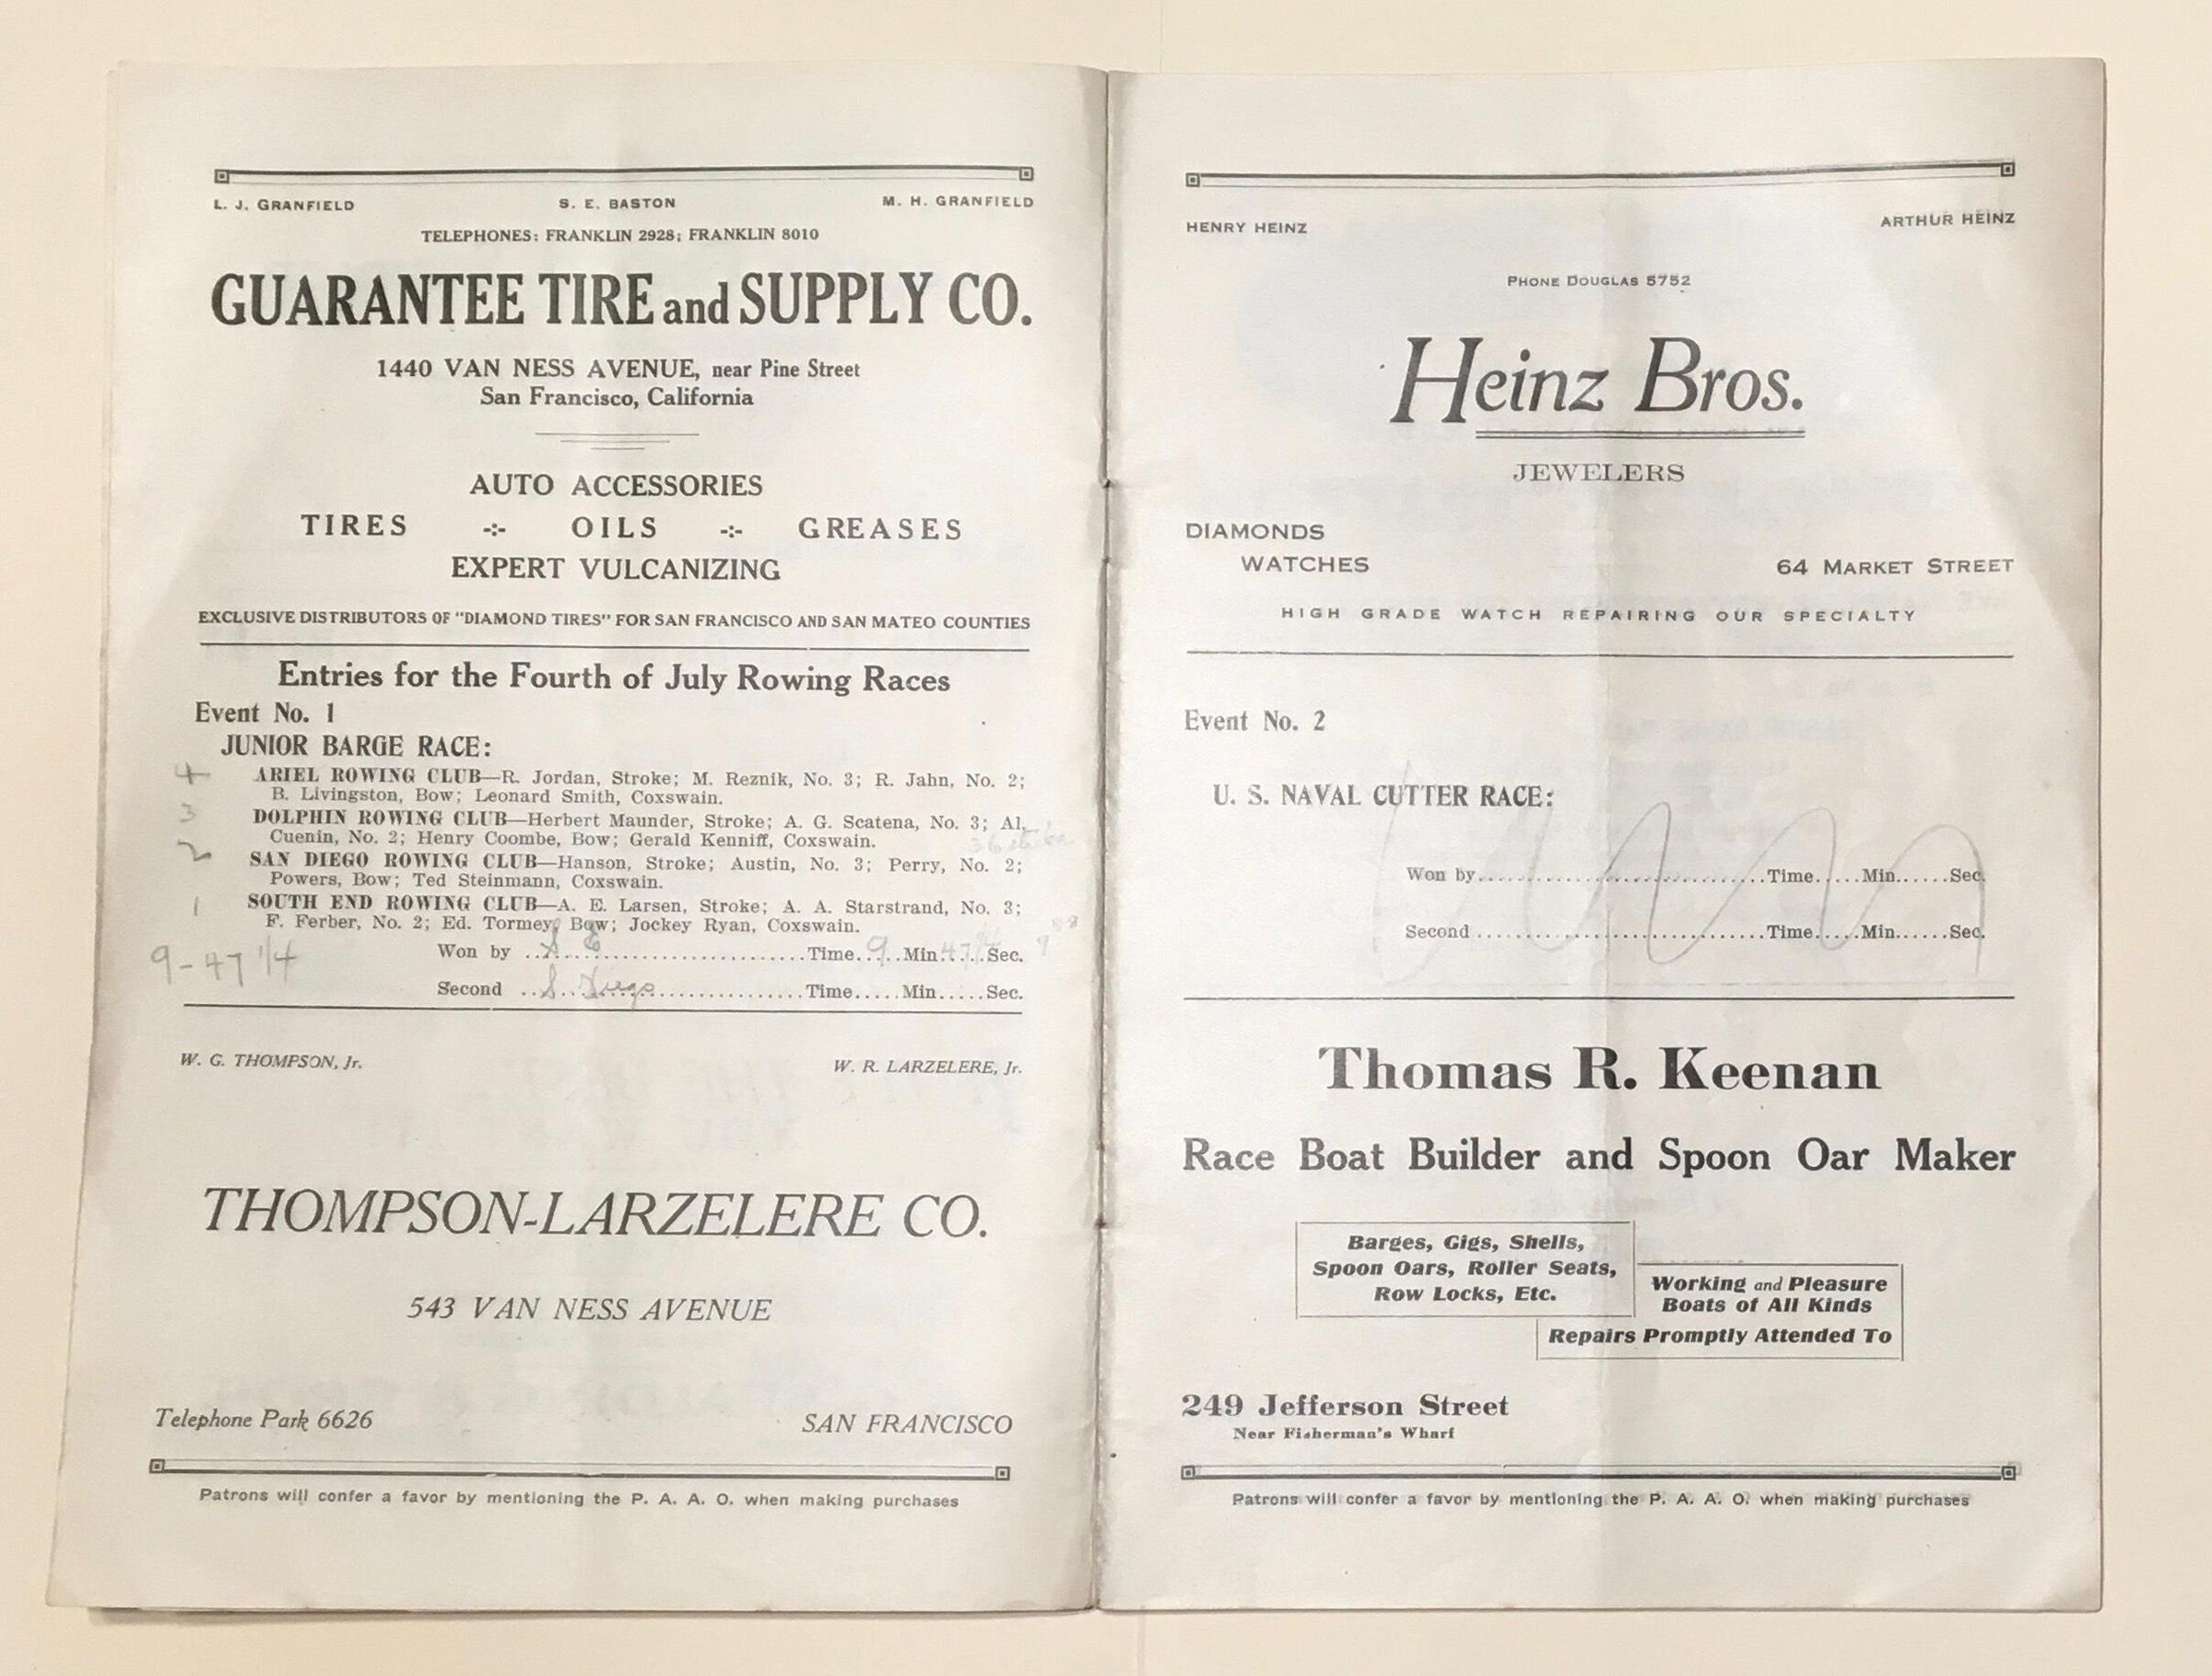 L. J. GRANFIELD S. E. BASTON M. H. GRANFIELD
TELEPHONES: FRANKLIN 2928; FRANKLIN 8010
GUARANTEE TIRE and SUPPLY CO.
1440 VAN NESS AVENUE, near Pine Street
San Francisco, California
AUTO ACCESSORIES
TIRES -:- OILS -:- GREASES
EXPERT VULCANIZING
EXCLUSIVE DISTRIBUTORS OF "DIAMOND TIRES" FOR SAN FRANCISCO AND SAN MATEO COUNTIES
Entries for the Fourth of July Rowing Races
Event No. 1
JUNIOR BARGE RACE:
4 ARIEL ROWING CLUB—R. Jordan, Stroke; M. Reznik, No. 3; R. Jahn, No. 2;
B. Livingston, Bow; Leonard Smith, Coxswain.
3 DOLPHIN ROWING CLUB—Herbert Maunder, Stroke; A. G. Scatena, No. 3; Al.
Cuenin, No. 2; Henry Coombe, Bow; Gerald Kenniff, Coxswain.
2 SAN DIEGO ROWING CLUB—Hanson, Stroke; Austin, No. 3; Perry, No. 2;
Powers, Bow; Ted Steinmann, Coxswain.
1 SOUTH END ROWING CLUB—A. E. Larsen, Stroke; A. A. Starstrand, No. 3;
F. Ferber, No. 2; Ed. Tormey, Bow; Jockey Ryan, Coxswain.
9-47 1/4
Won by S E Time 9 Min. 47 1/4 Sec.
Second S. Diego Time.....Min.....Sec.
W. G. THOMPSON, Jr. W. R. LARZELERE, Jr.
THOMPSON-LARZELERE CO.
543 VAN NESS AVENUE
Telephone Park 6626 SAN FRANCISCO
Patrons will confer a favor by mentioning the P. A. A. O. when making purchases
HENRY HEINZ ARTHUR HEINZ
PHONE DOUGLAS 5752
Heinz Bros.
JEWELERS
DIAMONDS
WATCHES 64 MARKET STREET
HIGH GRADE WATCH REPAIRING OUR SPECIALTY
Event No. 2
U. S. NAVAL CUTTER RACE:
Won by..........Time.....Min......Sec.
Second..........Time.....Min......Sec.
Thomas R. Keenan
Race Boat Builder and Spoon Oar Maker
Barges, Gigs, Shells,
Spoon Oars, Roller Seats,
Row Locks, Etc.
Working and Pleasure
Boats of All Kinds
Repairs Promptly Attended To
249 Jefferson Street
Near Fisherman's Wharf
Patrons will confer a favor by mentioning the P. A. A. O. when making purchases